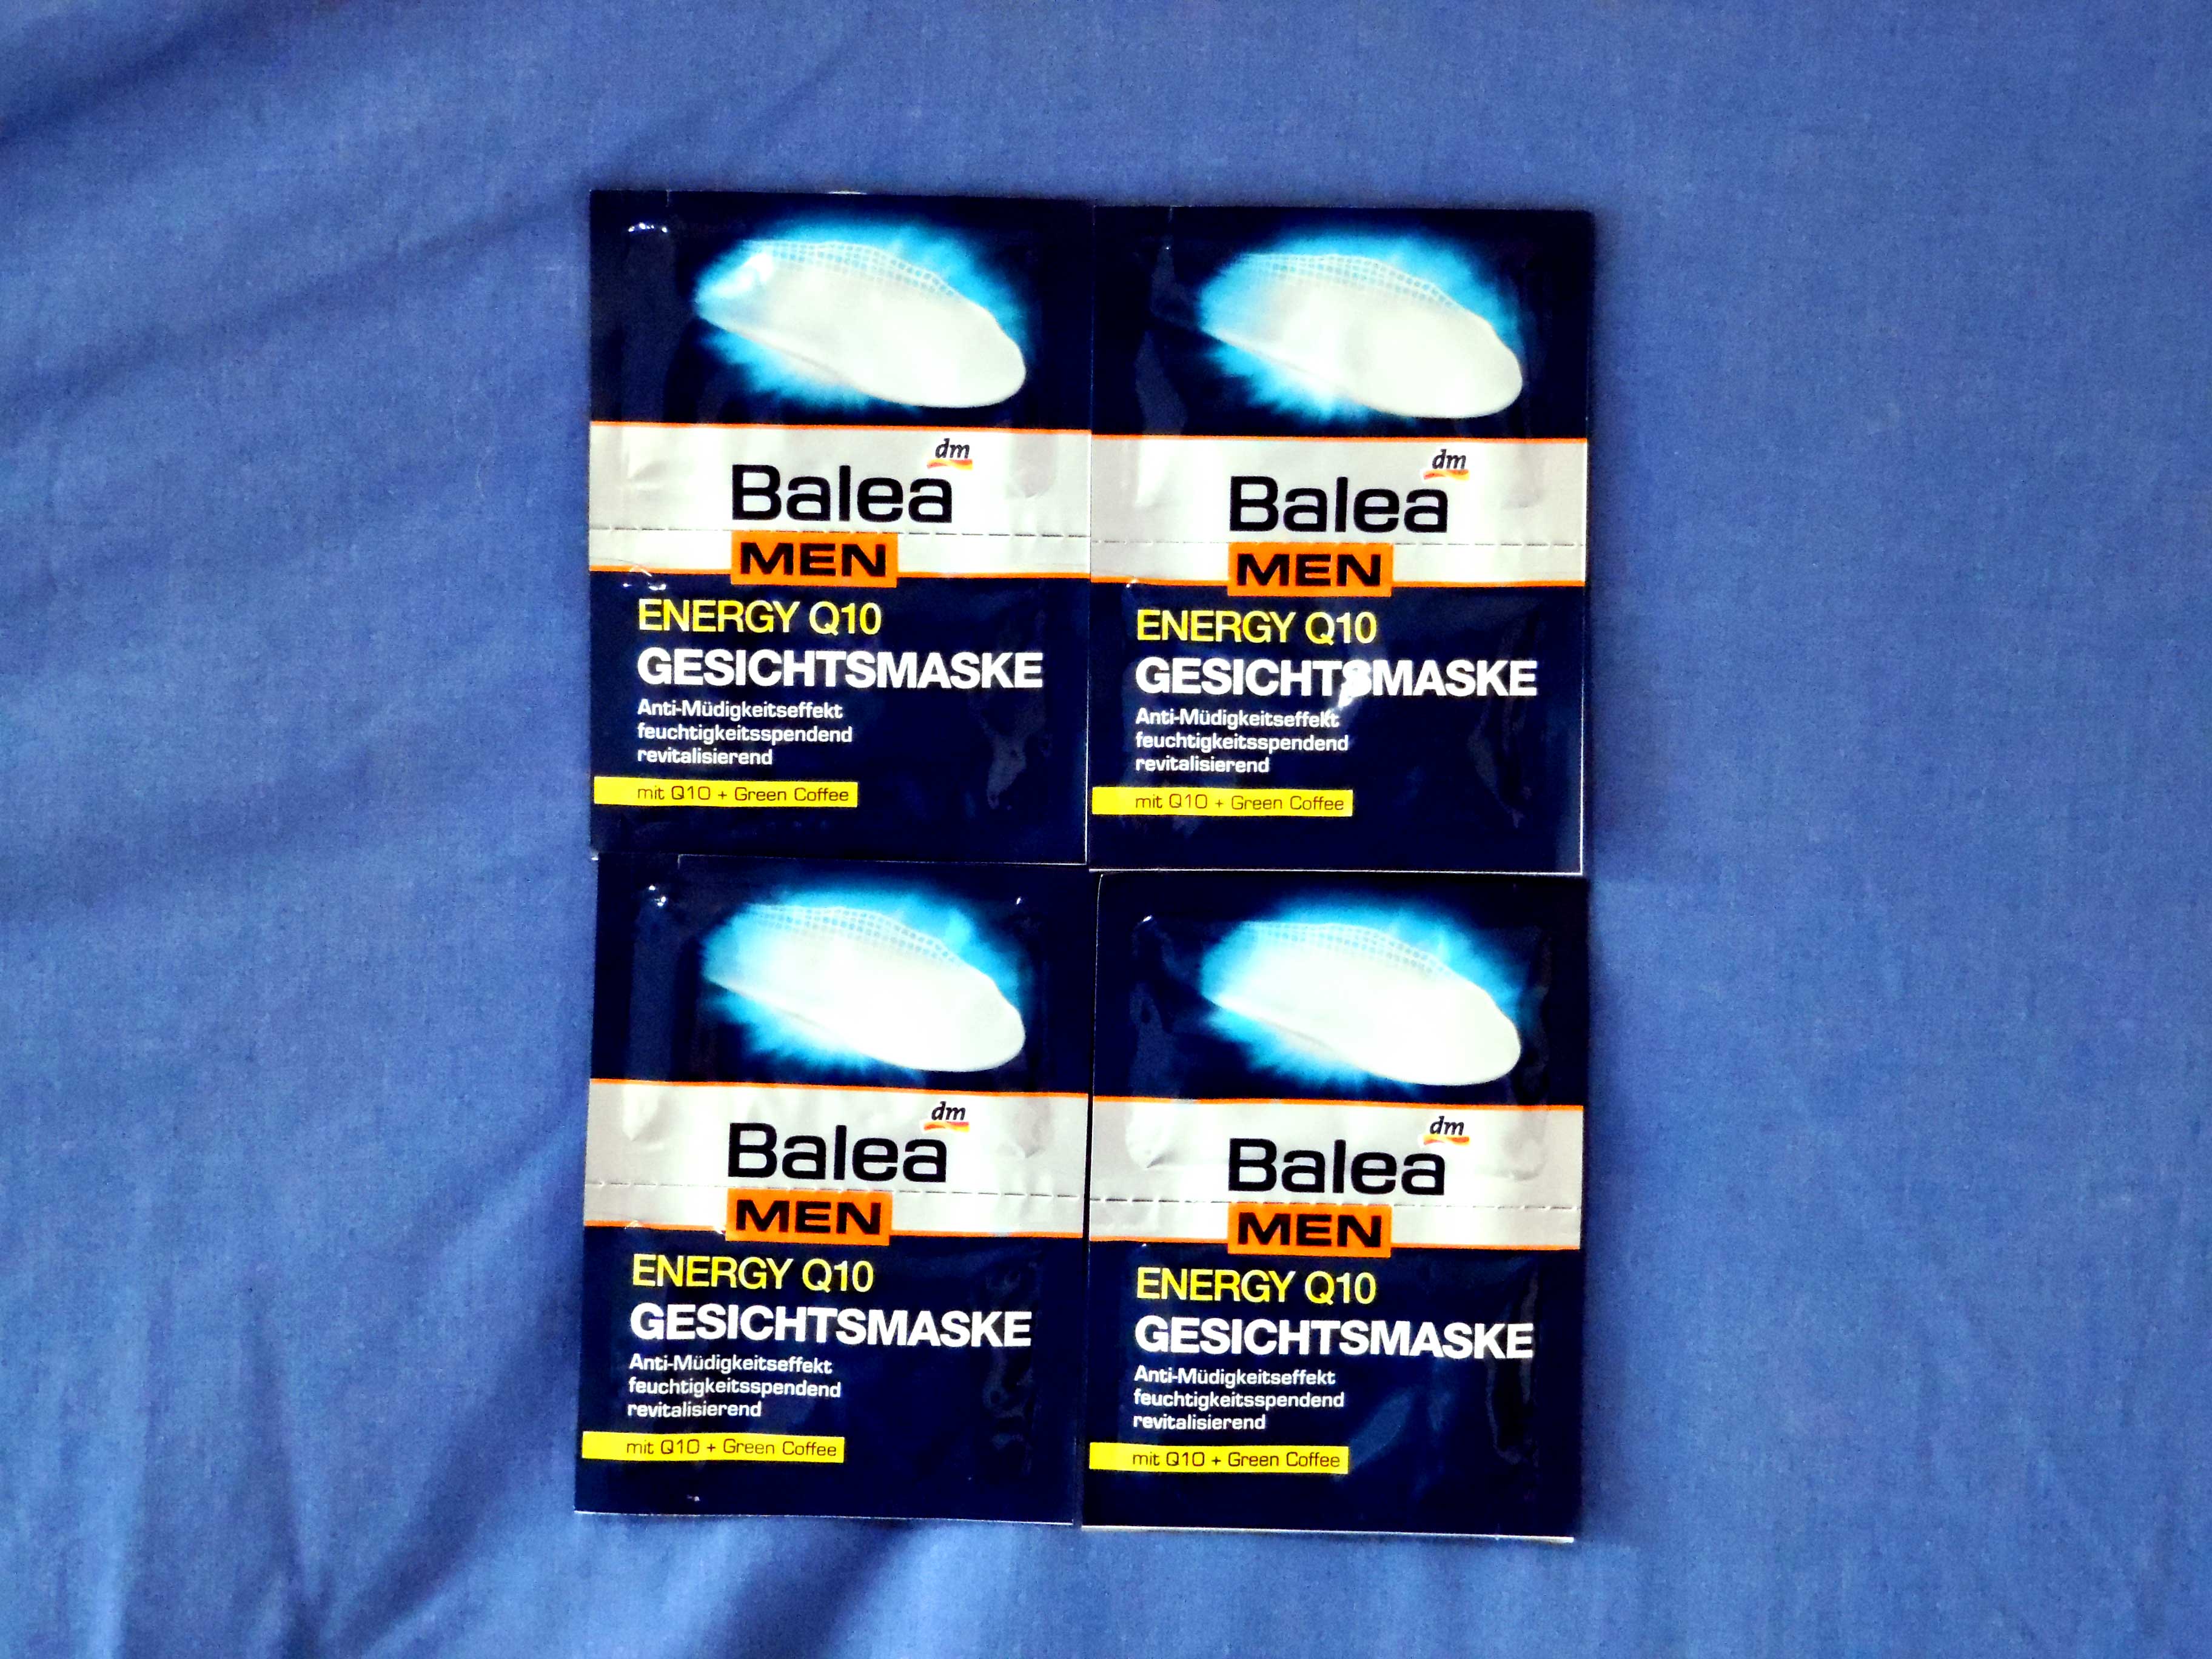 dm
Balea
MEN
ENERGY Q10
GESICHTSMASKE
Anti-Müdigkeitseffekt
feuchtigkeitsspendend
revitalisierend
mit Q10 + Green Coffee
dm
Balea
MEN
ENERGY Q10
GESICHTSMASKE
Anti-Müdigkeitseffekt
feuchtigkeitsspendend
revitalisierend
mit Q10 + Green Coffee
dm
Balea
MEN
ENERGY Q10
GESICHTSMASKE
Anti-Müdigkeitseffekt
feuchtigkeitsspendend
revitalisierend
mit Q10 + Green Coffee
dm
Balea
MEN
ENERGY Q10
GESICHTSMASKE
Anti-Müdigkeitseffekt
feuchtigkeitsspendend
revitalisierend
mit Q10 + Green Coffee